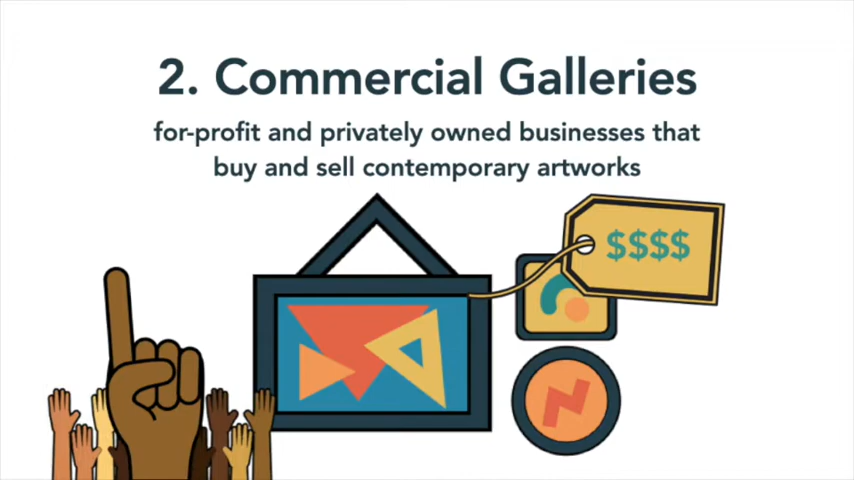 2. Commercial Galleries
for-profit and privately owned businesses that
buy and sell contemporary artworks
$$$$